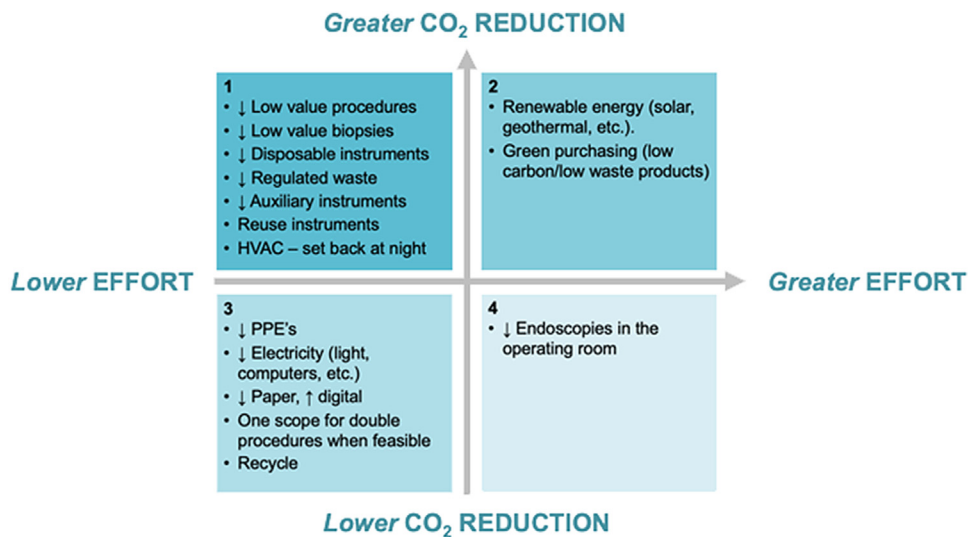 Greater CO₂ REDUCTION
1
• ↓ Low value procedures
• ↓ Low value biopsies
• ↓ Disposable instruments
• ↓ Regulated waste
• ↓ Auxiliary instruments
• Reuse instruments
• HVAC – set back at night
2
• Renewable energy (solar,
geothermal, etc.).
• Green purchasing (low
carbon/low waste products)
Lower EFFORT
Greater EFFORT
3
• ↓ PPE's
• ↓ Electricity (light,
computers, etc.)
• ↓ Paper, ↑ digital
• One scope for double
procedures when feasible
• Recycle
4
• ↓ Endoscopies in the
operating room
Lower CO₂ REDUCTION